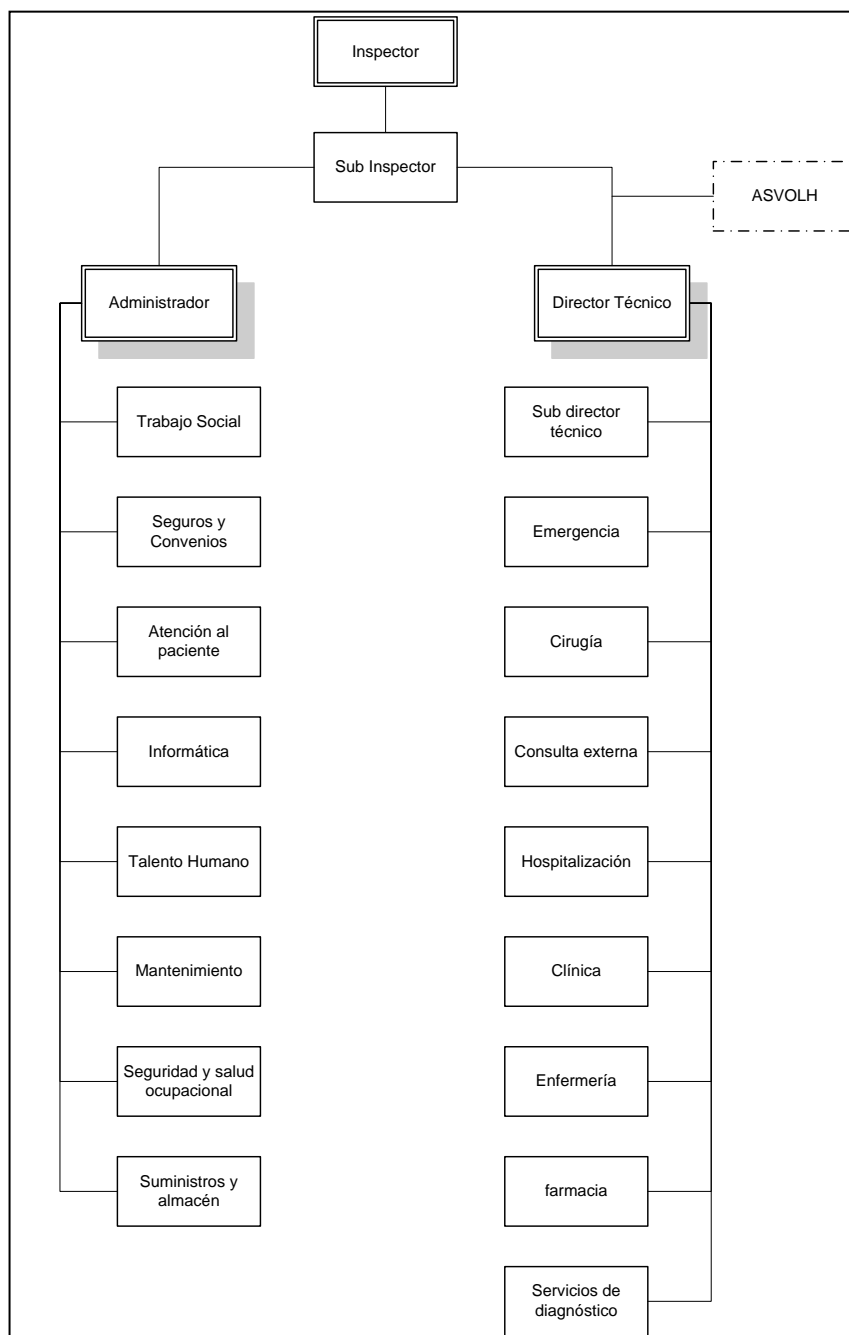 Inspector
Sub Inspector
ASVOLH
Administrador
Director Técnico
Trabajo Social
Sub director
técnico
Seguros y
Convenios
Emergencia
Atención al
paciente
Cirugía
Informática
Consulta externa
Talento Humano
Hospitalización
Mantenimiento
Clínica
Seguridad y salud
ocupacional
Enfermería
Suministros y
almacén
farmacia
Servicios de
diagnóstico